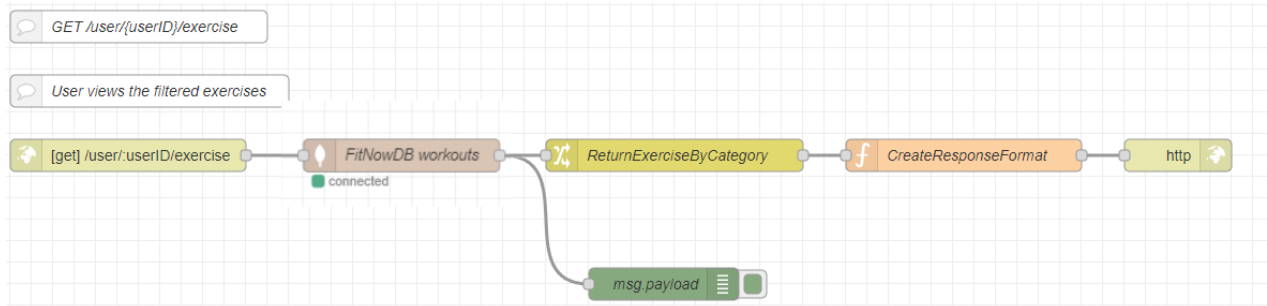 GET /user/{userID}/exercise
User views the filtered exercises
[get] /user/:userID/exercise
FitNowDB workouts
ReturnExerciseByCategory
CreateResponseFormat
http
connected
msg.payload